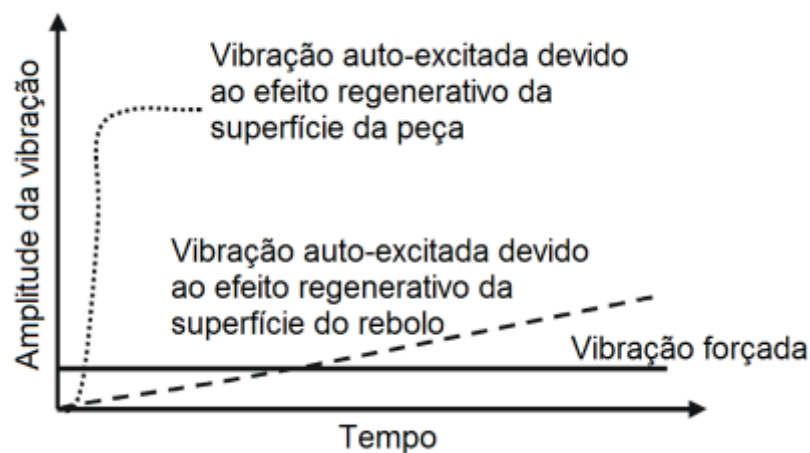 Vibração auto-excitada devido
ao efeito regenerativo da
superfície da peça
Amplitude da vibração
Vibração auto-excitada devido
ao efeito regenerativo da
superfície do rebolo
Vibração forçada
Tempo